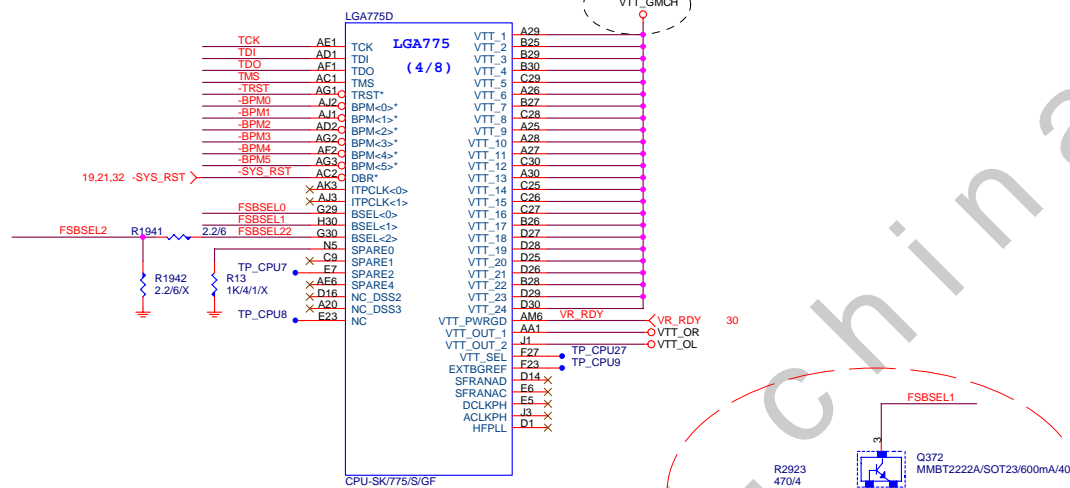 VTT_GMCH
LGA775D
LGA775
(4/8)
TCK AE1 TCK VTT_1 A29
TDI AD1 TDI VTT_2 B25
TDO AF1 TDO VTT_3 B29
TMS AC1 TMS VTT_4 B30
-TRST AG1 TRST* VTT_5 C29
-BPM0 AJ2 BPM<0>* VTT_6 A26
-BPM1 AJ1 BPM<1>* VTT_7 B27
-BPM2 AD2 BPM<2>* VTT_8 C28
-BPM3 AG2 BPM<3>* VTT_9 A25
-BPM4 AF2 BPM<4>* VTT_10 A28
-BPM5 AG3 BPM<5>* VTT_11 A27
19,21,32 -SYS_RST -SYS_RST AC2 DBR* VTT_12 C30
AK3 ITPCLK<0> VTT_13 A30
AJ3 ITPCLK<1> VTT_14 C25
FSBSEL0 G29 BSEL<0> VTT_15 C26
FSBSEL1 H30 BSEL<1> VTT_16 C27
FSBSEL2 R1941 2.2/6 FSBSEL22 G30 BSEL<2> VTT_17 B26
N5 SPARE0 VTT_18 D27
C9 SPARE1 VTT_19 D28
TP_CPU7 E7 SPARE2 VTT_20 D25
AE6 SPARE4 VTT_21 D26
D16 NC_DSS2 VTT_22 B28
A20 NC_DSS3 VTT_23 D29
TP_CPU8 E23 NC VTT_24 D30
R1942
2.2/6/X
R13
1K/4/1/X
VTT_PWRGD AM6 VR_RDY VR_RDY 30
VTT_OUT_1 AA1 VTT_OR
VTT_OUT_2 J1 VTT_OL
VTT_SEL F27 TP_CPU27
EXTBGREF F23 TP_CPU9
SFRANAD D14
SFRANAC E6
DCLKPH E5
ACLKPH J3
HFPLL D1
CPU-SK/775/S/GF
FSBSEL1
3
Q372
MMBT2222A/SOT23/600mA/40
R2923
470/4
china